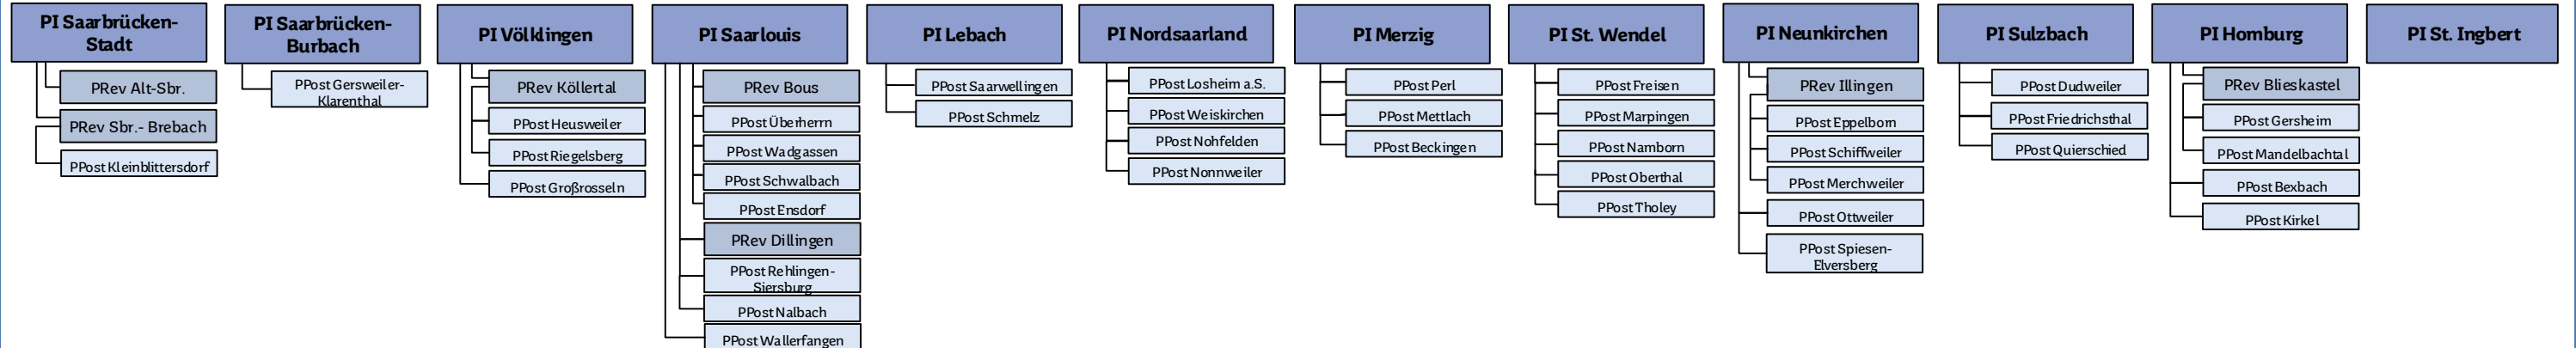 PI Saarbrücken-
Stadt
PRev Alt-Sbr.
PRev Sbr.- Brebach
PPost Kleinblittersdorf
PI Saarbrücken-
Burbach
PPost Gersweiler-
Klarenthal
PI Völklingen
PRev Köllertal
PPost Heusweiler
PPost Riegelsberg
PPost Großrosseln
PI Saarlouis
PRev Bous
PPost Überherrn
PPost Wadgassen
PPost Schwalbach
PPost Ensdorf
PRev Dillingen
PPost Rehlingen-
Siersburg
PPost Nalbach
PPost Wallerfangen
PI Lebach
PPost Saarwellingen
PPost Schmelz
PI Nordsaarland
PPost Losheim a.S.
PPost Weiskirchen
PPost Nohfelden
PPost Nonnweiler
PI Merzig
PPost Perl
PPost Mettlach
PPost Beckingen
PI St. Wendel
PPost Freisen
PPost Marpingen
PPost Namborn
PPost Oberthal
PPost Tholey
PI Neunkirchen
PRev Illingen
PPost Eppelborn
PPost Schiffweiler
PPost Merchweiler
PPost Ottweiler
PPost Spiesen-
Elversberg
PI Sulzbach
PPost Dudweiler
PPost Friedrichsthal
PPost Quierschied
PI Homburg
PRev Blieskastel
PPost Gersheim
PPost Mandelbachtal
PPost Bexbach
PPost Kirkel
PI St. Ingbert